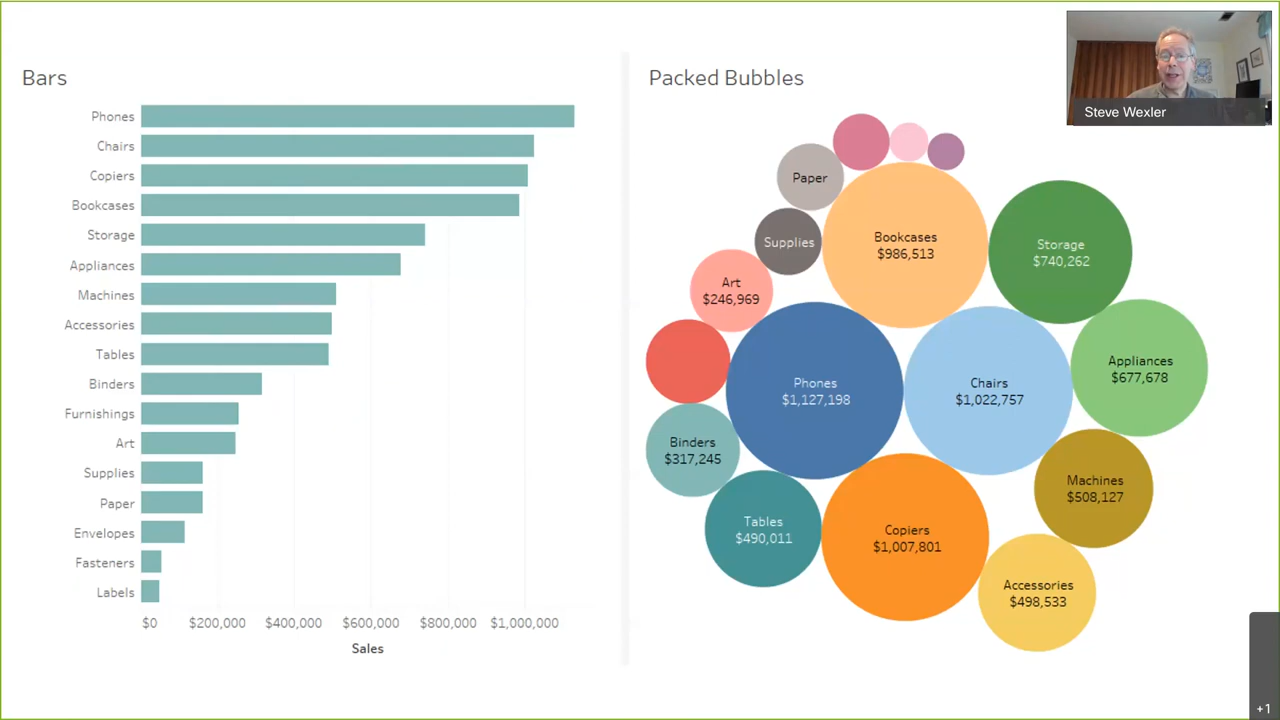 Bars
Phones
Chairs
Copiers
Bookcases
Storage
Appliances
Machines
Accessories
Tables
Binders
Furnishings
Art
Supplies
Paper
Envelopes
Fasteners
Labels
$0 $200,000 $400,000 $600,000 $800,000 $1,000,000
Sales
Packed Bubbles
Paper
Supplies
Bookcases
$986,513
Storage
$740,262
Art
$246,969
Phones
$1,127,198
Chairs
$1,022,757
Appliances
$677,678
Binders
$317,245
Machines
$508,127
Tables
$490,011
Copiers
$1,007,801
Accessories
$498,533
Steve Wexler
+1